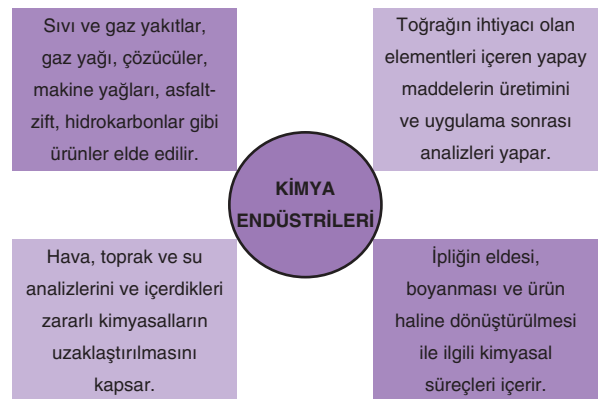 Sıvı ve gaz yakıtlar,
gaz yağı, çözücüler,
makine yağları, asfalt-
zift, hidrokarbonlar gibi
ürünler elde edilir.
Toğrağın ihtiyacı olan
elementleri içeren yapay
maddelerin üretimini
ve uygulama sonrası
analizleri yapar.
KİMYA
ENDÜSTRİLERİ
Hava, toprak ve su
analizlerini ve içerdikleri
zararlı kimyasalların
uzaklaştırılmasını
kapsar.
İpliğin eldesi,
boyanması ve ürün
haline dönüştürülmesi
ile ilgili kimyasal
süreçleri içerir.